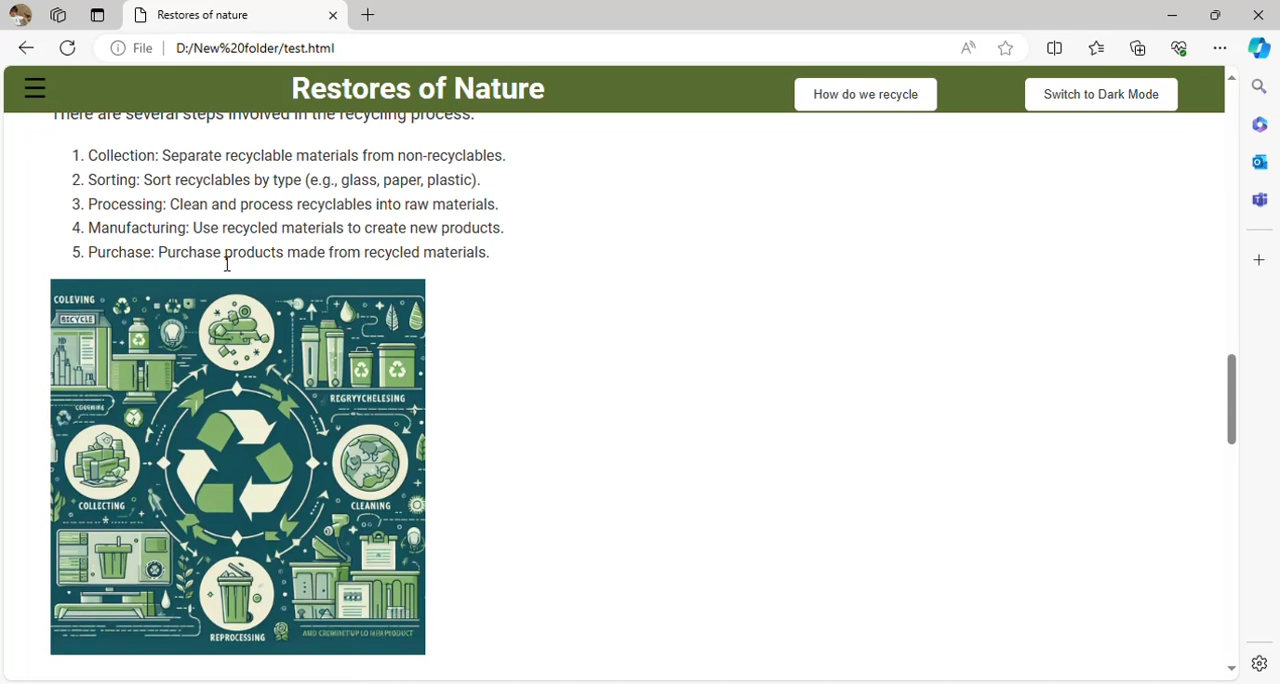 Restores of nature
File
D:/New%20folder/test.html
Restores of Nature
How do we recycle
Switch to Dark Mode
There are several steps involved in the recycling process:
1. Collection: Separate recyclable materials from non-recyclables.
2. Sorting: Sort recyclables by type (e.g., glass, paper, plastic).
3. Processing: Clean and process recyclables into raw materials.
4. Manufacturing: Use recycled materials to create new products.
5. Purchase: Purchase products made from recycled materials.
COLEVING
RECYCLE
REGRYYCHELESING
COLLECTING
CLEANING
REPROCESSING